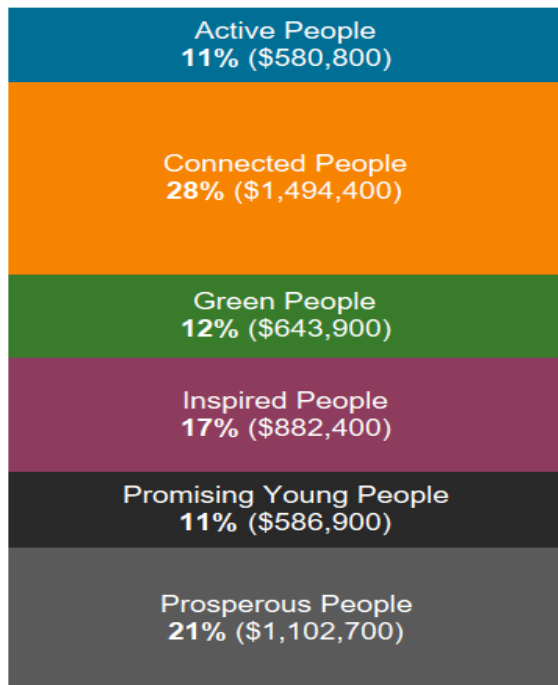 Active People
11% ($580,800)
Connected People
28% ($1,494,400)
Green People
12% ($643,900)
Inspired People
17% ($882,400)
Promising Young People
11% ($586,900)
Prosperous People
21% ($1,102,700)